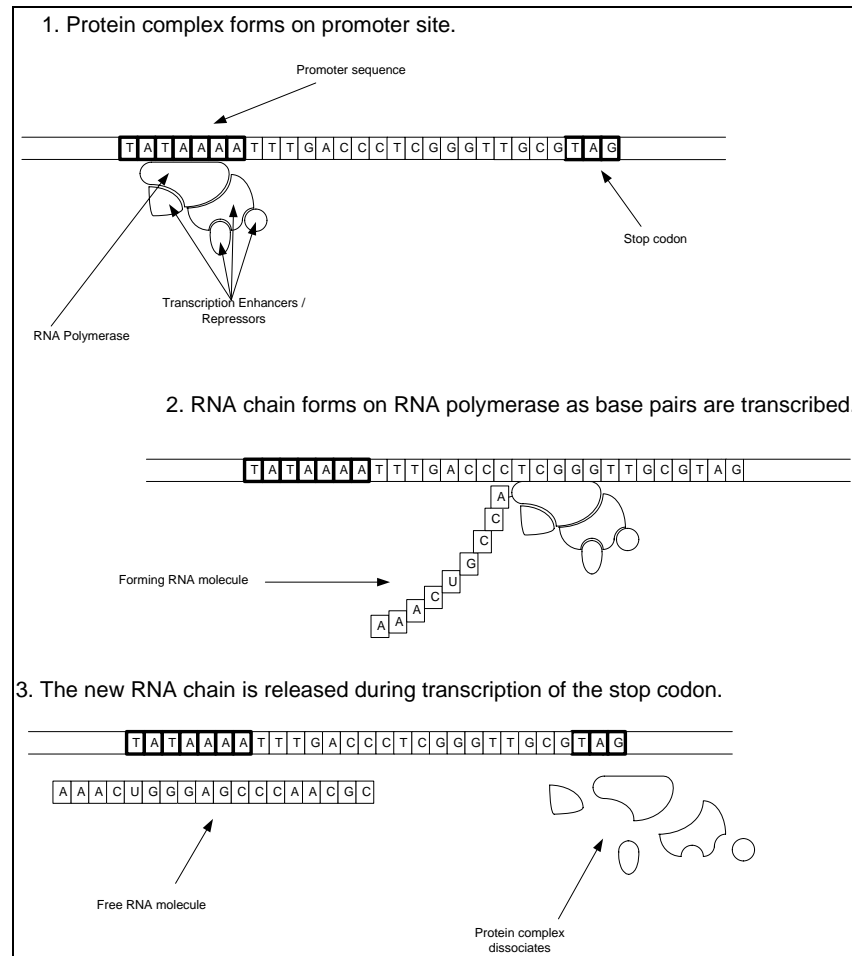 1. Protein complex forms on promoter site.
Promoter sequence
T A T A A A A T T T G A C C C T C G G G T T G C G T A G
Stop codon
Transcription Enhancers /
Repressors
RNA Polymerase
2. RNA chain forms on RNA polymerase as base pairs are transcribed.
T A T A A A A T T T G A C C C T C G G G T T G C G T A G
A
C
C
G
U
C
A
A
A
Forming RNA molecule
3. The new RNA chain is released during transcription of the stop codon.
T A T A A A A T T T G A C C C T C G G G T T G C G T A G
A A A C U G G G A G C C C A A C G C
Free RNA molecule
Protein complex
dissociates